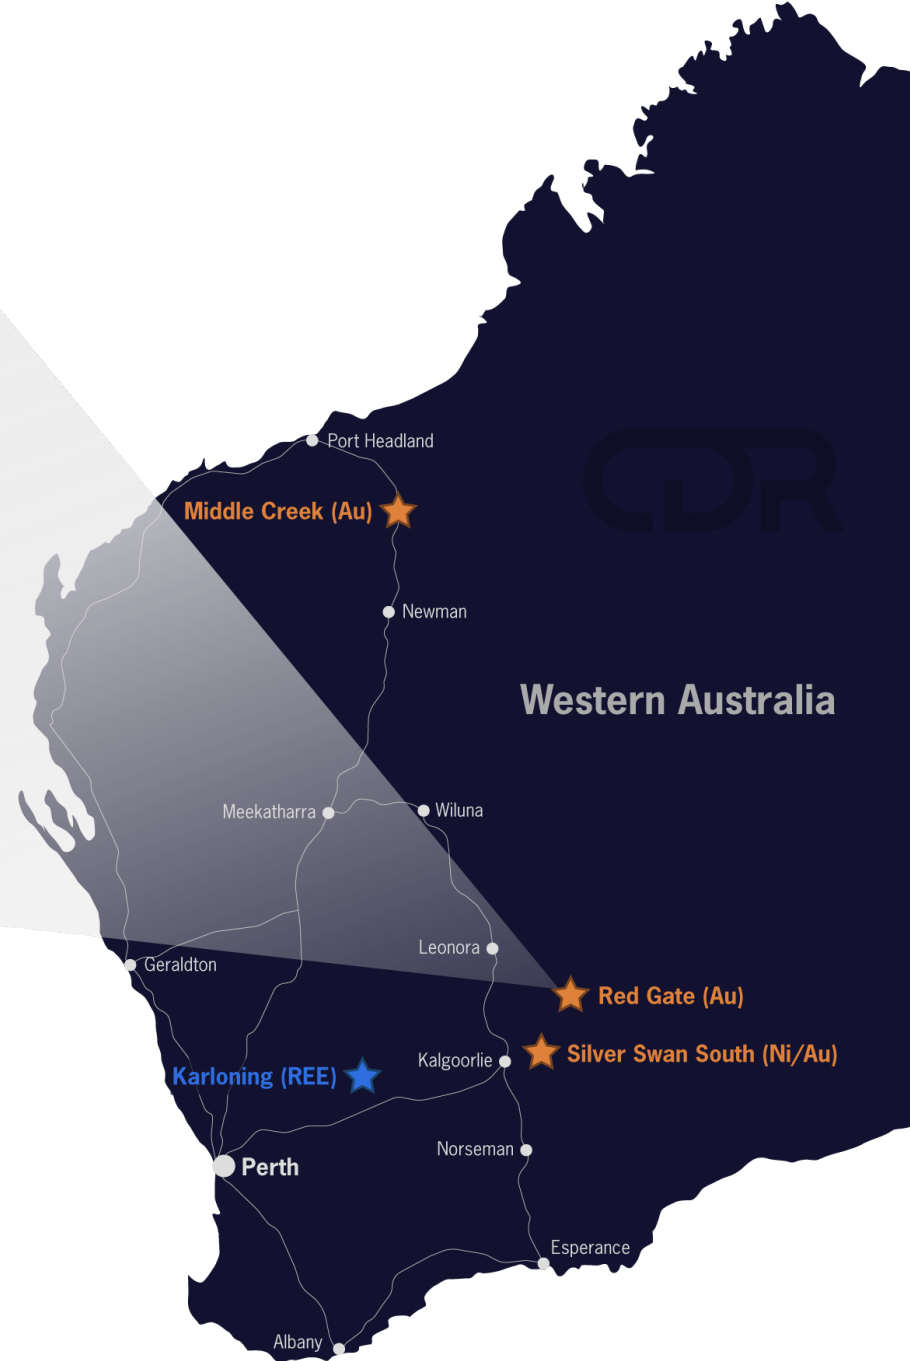 Port Headland
CDR
Middle Creek (Au)
Newman
Western Australia
Meekatharra
Wiluna
Leonora
Geraldton
Red Gate (Au)
Silver Swan South (Ni/Au)
Kalgoorlie
Karloning (REE)
Norseman
Perth
Esperance
Albany